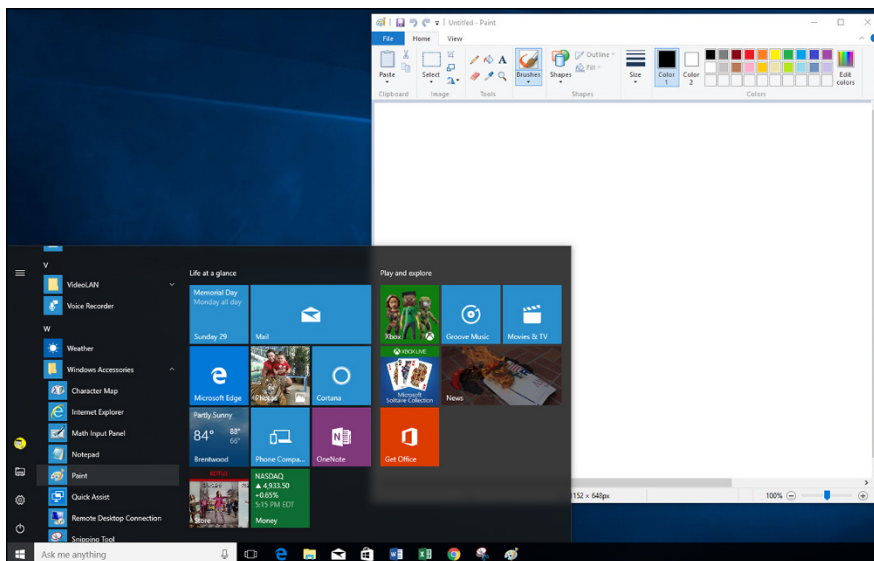 Untitled - Paint
File Home View
Paste
Select
A
Brushes
Shapes
Outline
Fill
Size
Color 1
Color 2
Edit colors
Clipboard
Image
Tools
Shapes
Colors
V
VideoLAN
Voice Recorder
W
Weather
Windows Accessories
Character Map
Internet Explorer
Math Input Panel
Notepad
Paint
Quick Assist
Remote Desktop Connection
Snipping Tool
Life at a glance
Memorial Day
Monday all day
Sunday 29
Mail
Microsoft Edge
Photos
Cortana
Partly Sunny
84° 88°
66°
Brentwood
Phone Compa...
OneNote
NETFLIX
Store
NASDAQ
▲ 4,933.50
+0.65%
5:15 PM EDT
Money
Play and explore
Xbox
Groove Music
Movies & TV
XBOX LIVE
Microsoft
Solitaire Collection
News
Get Office
1152 × 648px
100%
Ask me anything